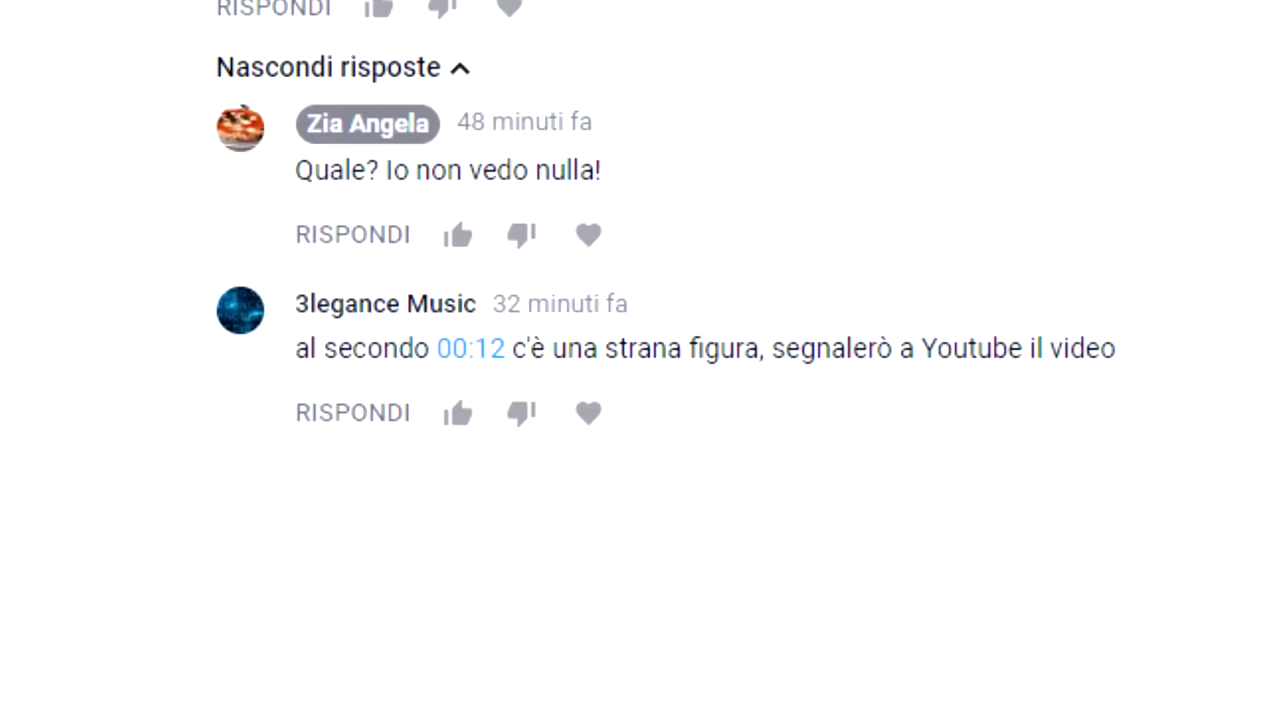 RISPONDI
Nascondi risposte
Zia Angela 48 minuti fa
Quale? Io non vedo nulla!
RISPONDI
3legance Music 32 minuti fa
al secondo 00:12 c'è una strana figura, segnalerò a Youtube il video
RISPONDI